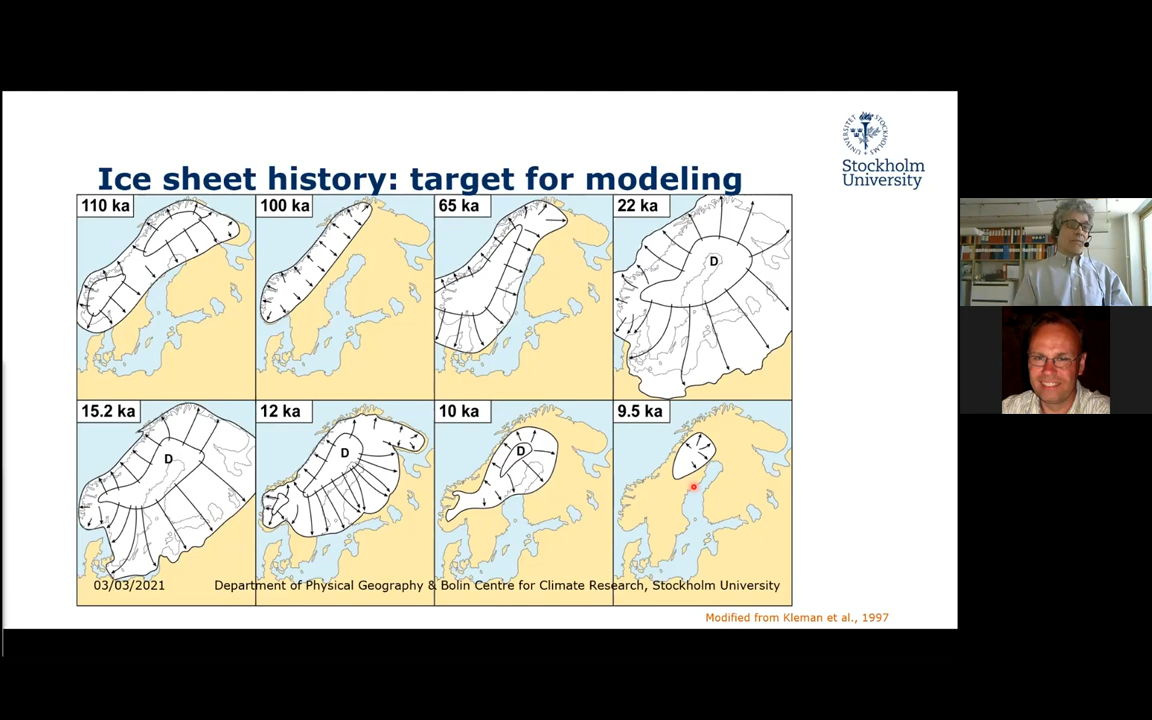 STOCKHOLMS UNIVERSITET
Stockholm
University
Ice sheet history: target for modeling
110 ka
100 ka
65 ka
22 ka
D
15.2 ka
12 ka
10 ka
9.5 ka
D
D
D
03/03/2021
Department of Physical Geography & Bolin Centre for Climate Research, Stockholm University
Modified from Kleman et al., 1997